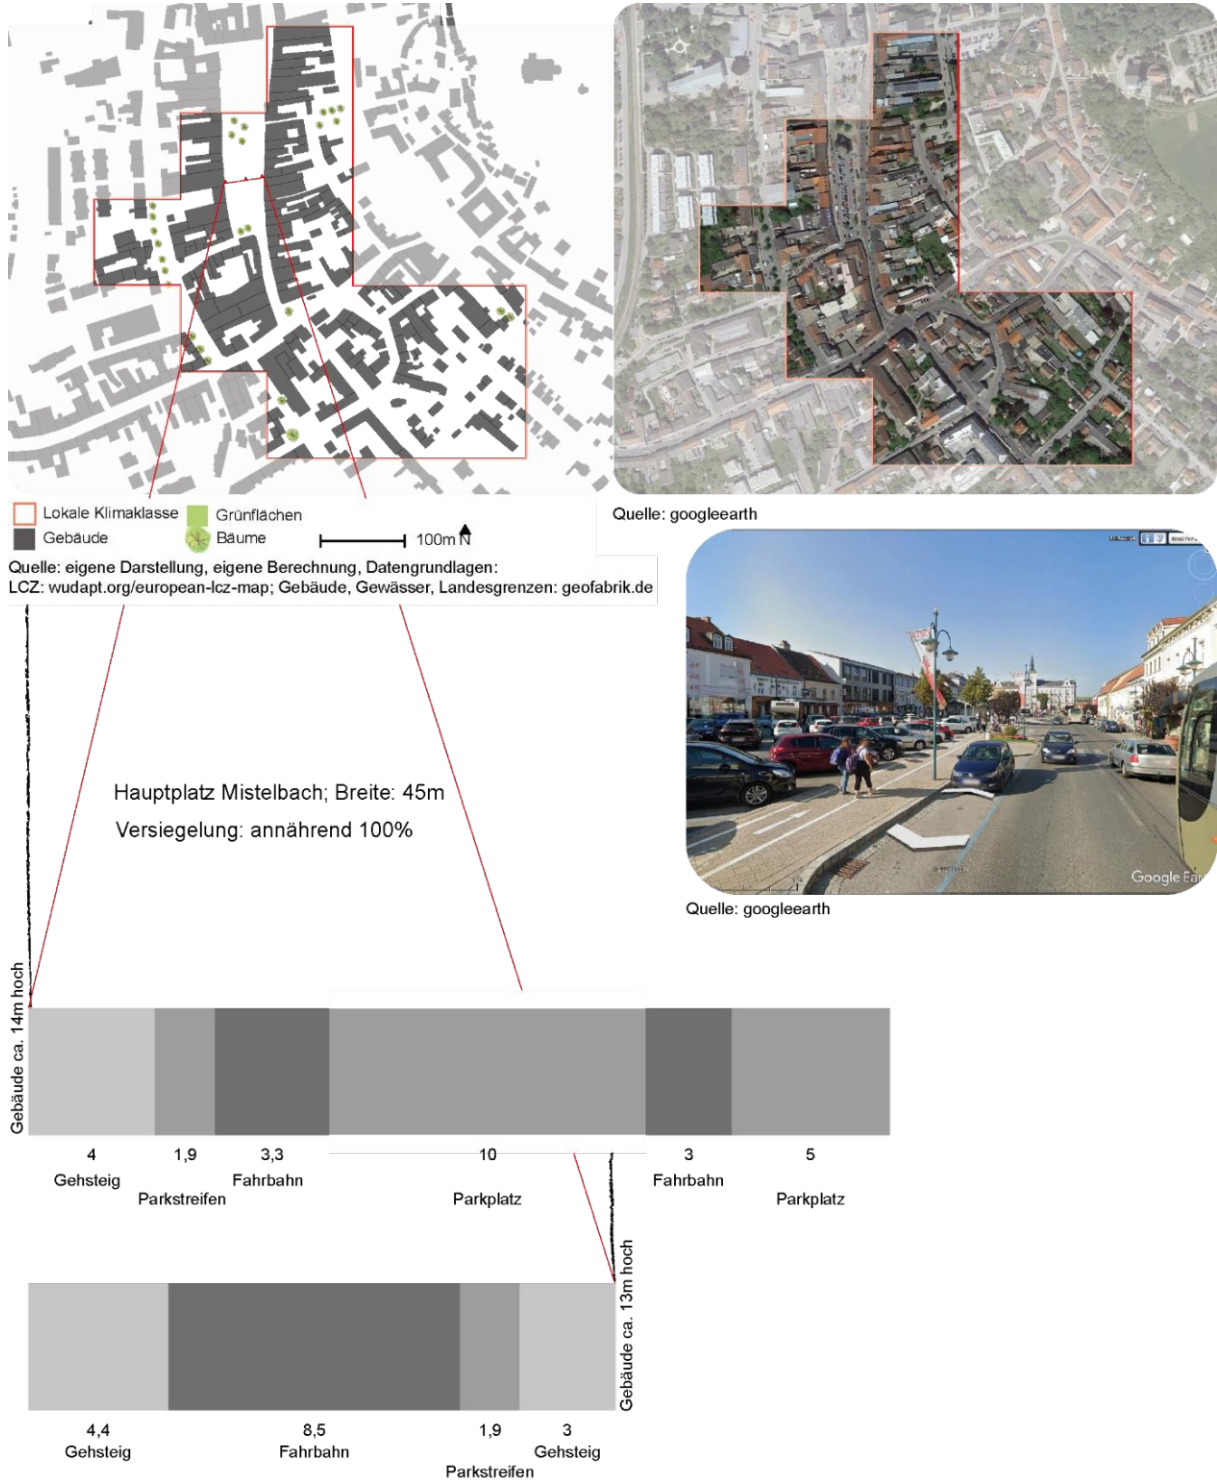 Lokale Klimaklasse
Grünflächen
Gebäude
Bäume
100m N
Quelle: eigene Darstellung, eigene Berechnung, Datengrundlagen:
LCZ: wudapt.org/european-lcz-map; Gebäude, Gewässer, Landesgrenzen: geofabrik.de
Quelle: googleearth
Google Ear
Quelle: googleearth
Hauptplatz Mistelbach; Breite: 45m
Versiegelung: annährend 100%
Gebäude ca. 14m hoch
4 1,9 3,3 10 3 5
Gehsteig Fahrbahn Fahrbahn
Parkstreifen Parkplatz Parkplatz
Gebäude ca. 13m hoch
4,4 8,5 1,9 3
Gehsteig Fahrbahn Gehsteig
Parkstreifen